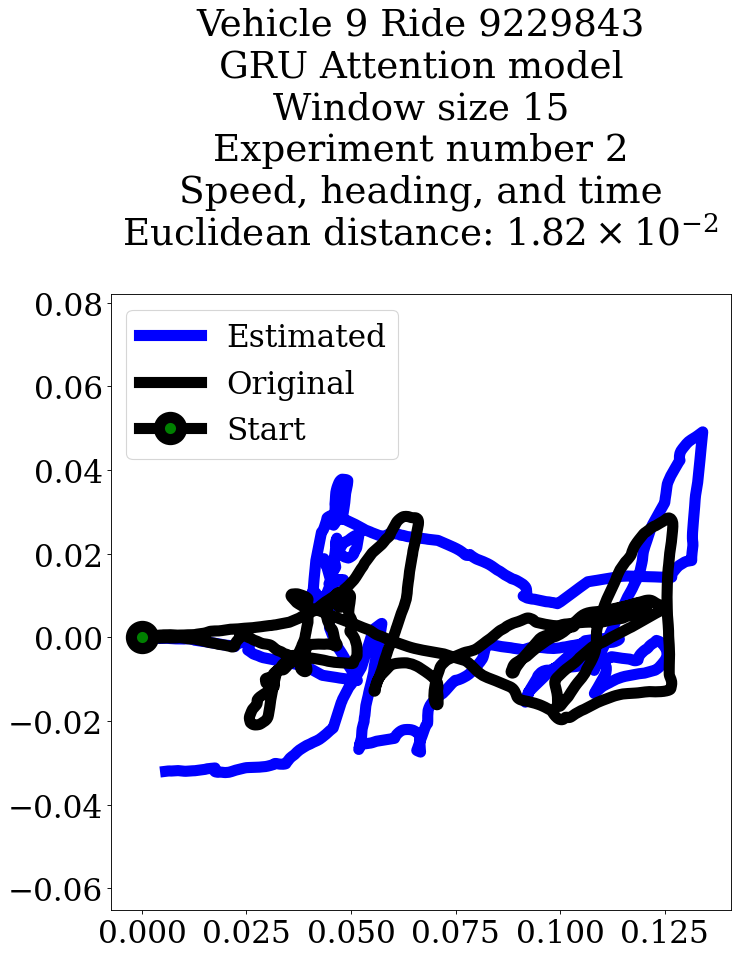 Vehicle 9 Ride 9229843
GRU Attention model
Window size 15
Experiment number 2
Speed, heading, and time
Euclidean distance: 1.82 × 10⁻²
0.08
Estimated
0.06
Original
Start
0.04
0.02
0.00
−0.02
−0.04
−0.06
0.000 0.025 0.050 0.075 0.100 0.125